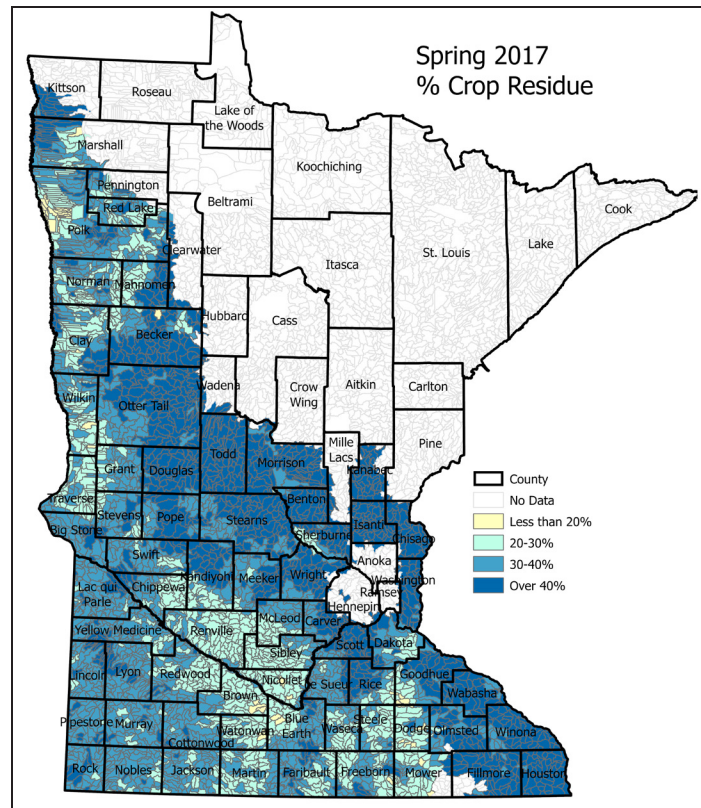 Spring 2017
% Crop Residue
Kittson
Roseau
Lake of
the Woods
Marshall
Koochiching
Pennington
Beltrami
Red Lake
Cook
Polk
Clearwater
Lake
St. Louis
Itasca
Norman
Mahnomen
Hubbard
Cass
Becker
Clay
Wadena
Crow
Wing
Aitkin
Carlton
Wilkin
Otter Tail
Pine
Mille
Lacs
Todd
Morrison
Kanabec
Grant
Douglas
Traverse
Stevens
Pope
Stearns
Benton
Isanti
Sherburne
Chisago
Big Stone
Swift
Anoka
Kandiyohi
Meeker
Wright
Washington
Ramsey
Hennepin
Lac qui
Parle
Chippewa
McLeod
Carver
Renville
Scott
Dakota
Yellow Medicine
Sibley
Lincoln
Lyon
Redwood
Nicollet
Le Sueur
Rice
Goodhue
Wabasha
Brown
Pipestone
Murray
Cottonwood
Watonwan
Blue
Earth
Waseca
Steele
Dodge
Olmsted
Winona
Rock
Nobles
Jackson
Martin
Faribault
Freeborn
Mower
Fillmore
Houston
County
No Data
Less than 20%
20-30%
30-40%
Over 40%